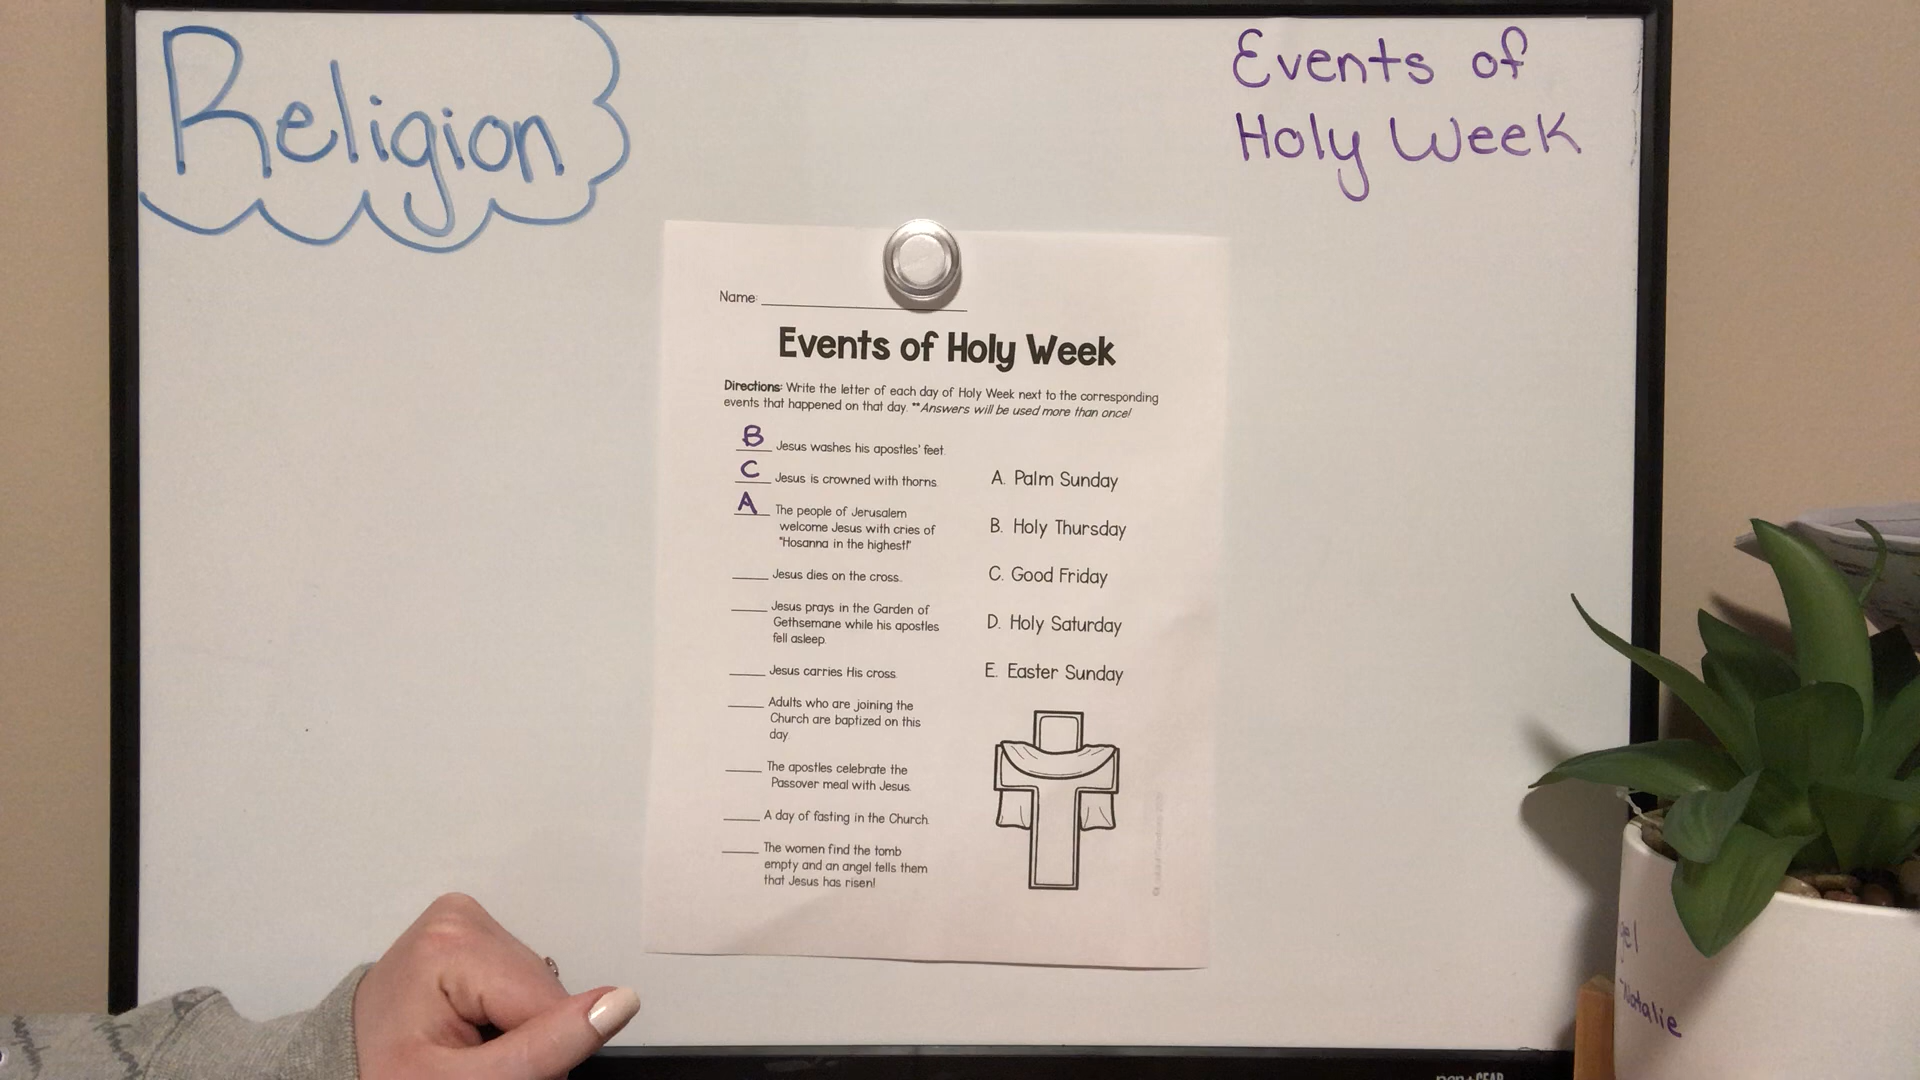 Religion
Events of
Holy Week
Name:
Events of Holy Week
Directions: Write the letter of each day of Holy Week next to the corresponding
events that happened on that day. **Answers will be used more than once!
B Jesus washes his apostles' feet.
C Jesus is crowned with thorns.
A The people of Jerusalem
welcome Jesus with cries of
"Hosanna in the highest!"
Jesus dies on the cross.
Jesus prays in the Garden of
Gethsemane while his apostles
fell asleep.
Jesus carries His cross.
Adults who are joining the
Church are baptized on this
day.
The apostles celebrate the
Passover meal with Jesus.
A day of fasting in the Church.
The women find the tomb
empty and an angel tells them
that Jesus has risen!
A. Palm Sunday
B. Holy Thursday
C. Good Friday
D. Holy Saturday
E. Easter Sunday
Natalie